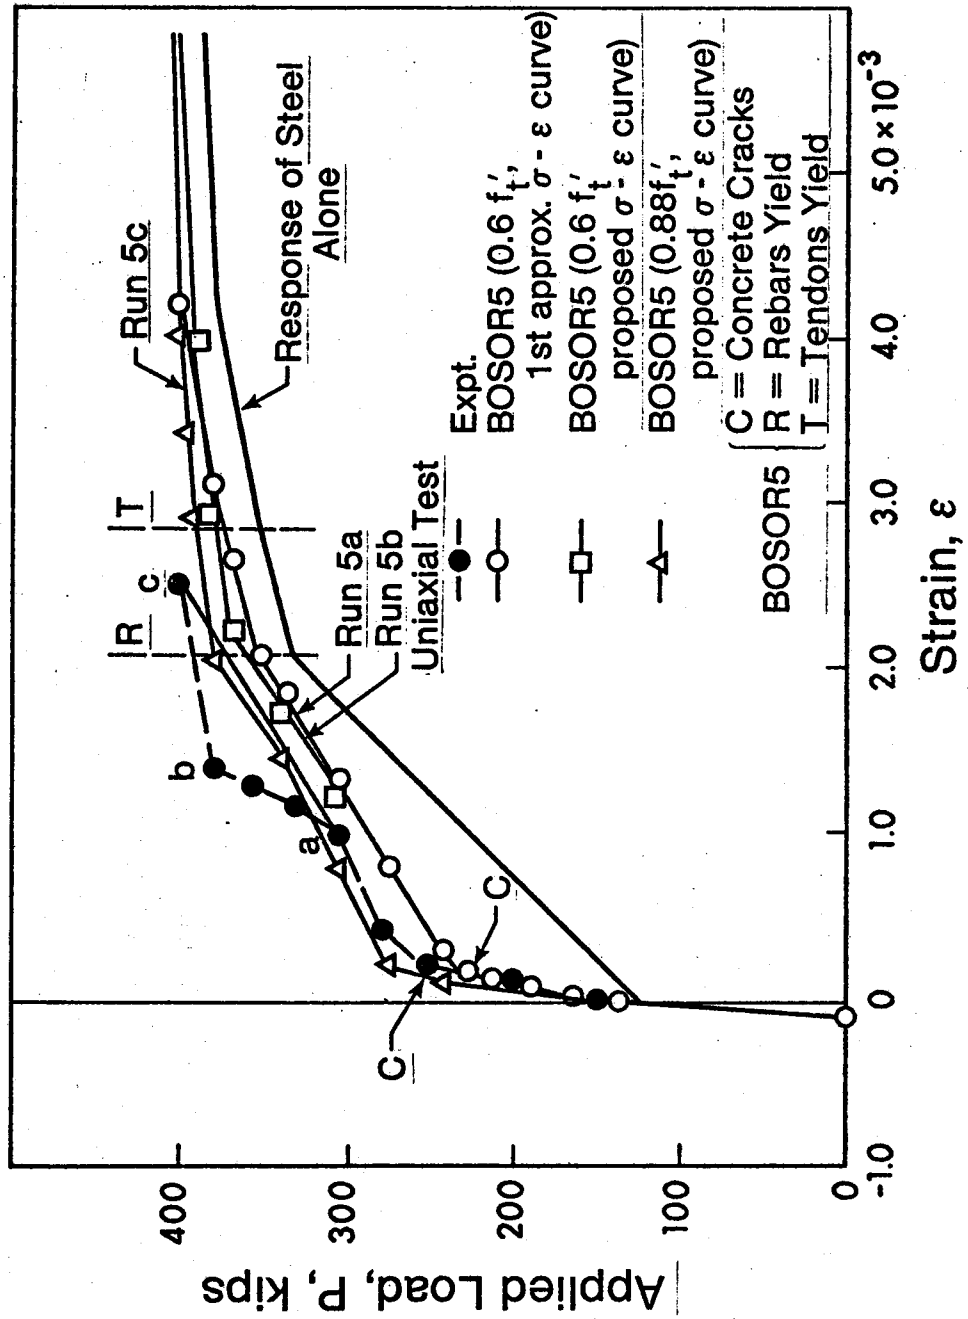 Applied Load, P, kips
400
300
200
100
0
-1.0
0
1.0
2.0
3.0
4.0
5.0 × 10⁻³
Strain, ε
C
C
a
b
c
R
T
Run 5c
Response of Steel
Alone
Run 5a
Run 5b
Uniaxial Test
Expt.
BOSOR5 (0.6 fₜ′,
1st approx. σ - ε curve)
BOSOR5 (0.6 fₜ′
proposed σ - ε curve)
BOSOR5 (0.88fₜ′,
proposed σ - ε curve)
BOSOR5
C = Concrete Cracks
R = Rebars Yield
T = Tendons Yield